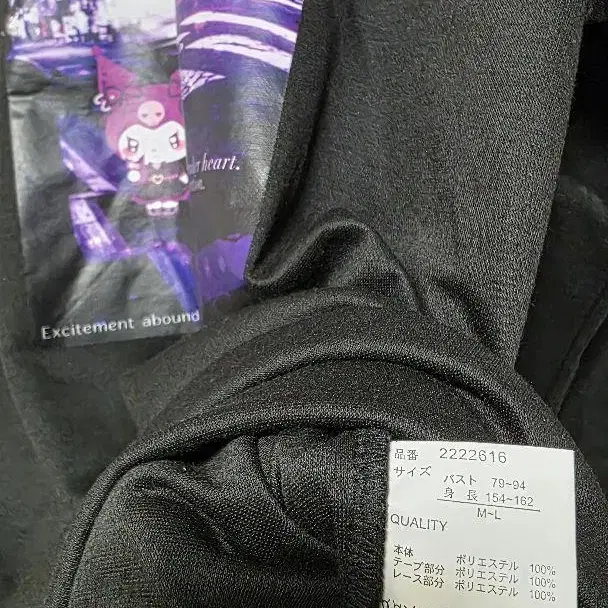 heart.
Excitement abound
品番 2222616
サイズ バスト 79~94
身長 154~162
M~L
QUALITY
本体 ポリエステル 100%
テープ部分 ポリエステル 100%
レース部分 ポリエステル 100%